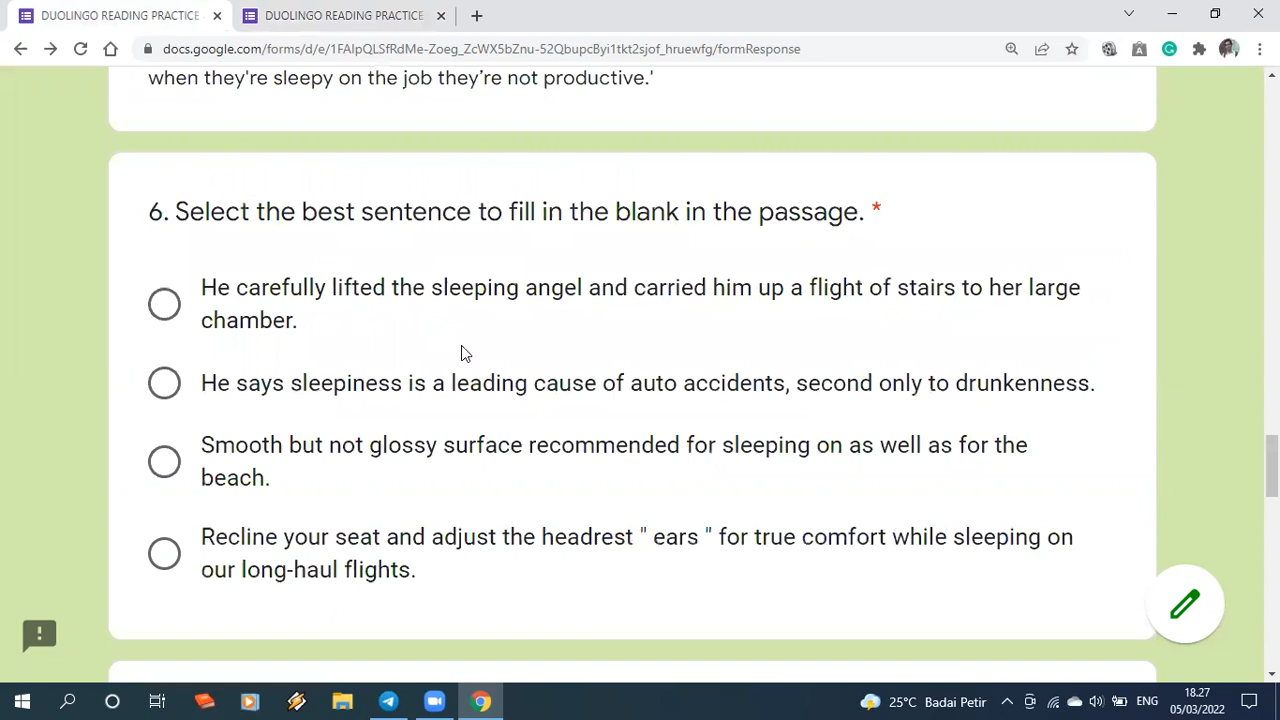 DUOLINGO READING PRACTICE
DUOLINGO READING PRACTICE
docs.google.com/forms/d/e/1FAIpQLSfRdMe-Zoeg_ZcWX5bZnu-52QbupcByi1tkt2sjof_hruewfg/formResponse
when they're sleepy on the job they're not productive.'
6. Select the best sentence to fill in the blank in the passage. *
He carefully lifted the sleeping angel and carried him up a flight of stairs to her large
chamber.
He says sleepiness is a leading cause of auto accidents, second only to drunkenness.
Smooth but not glossy surface recommended for sleeping on as well as for the
beach.
Recline your seat and adjust the headrest " ears " for true comfort while sleeping on
our long-haul flights.
25°C Badai Petir
ENG
18.27
05/03/2022